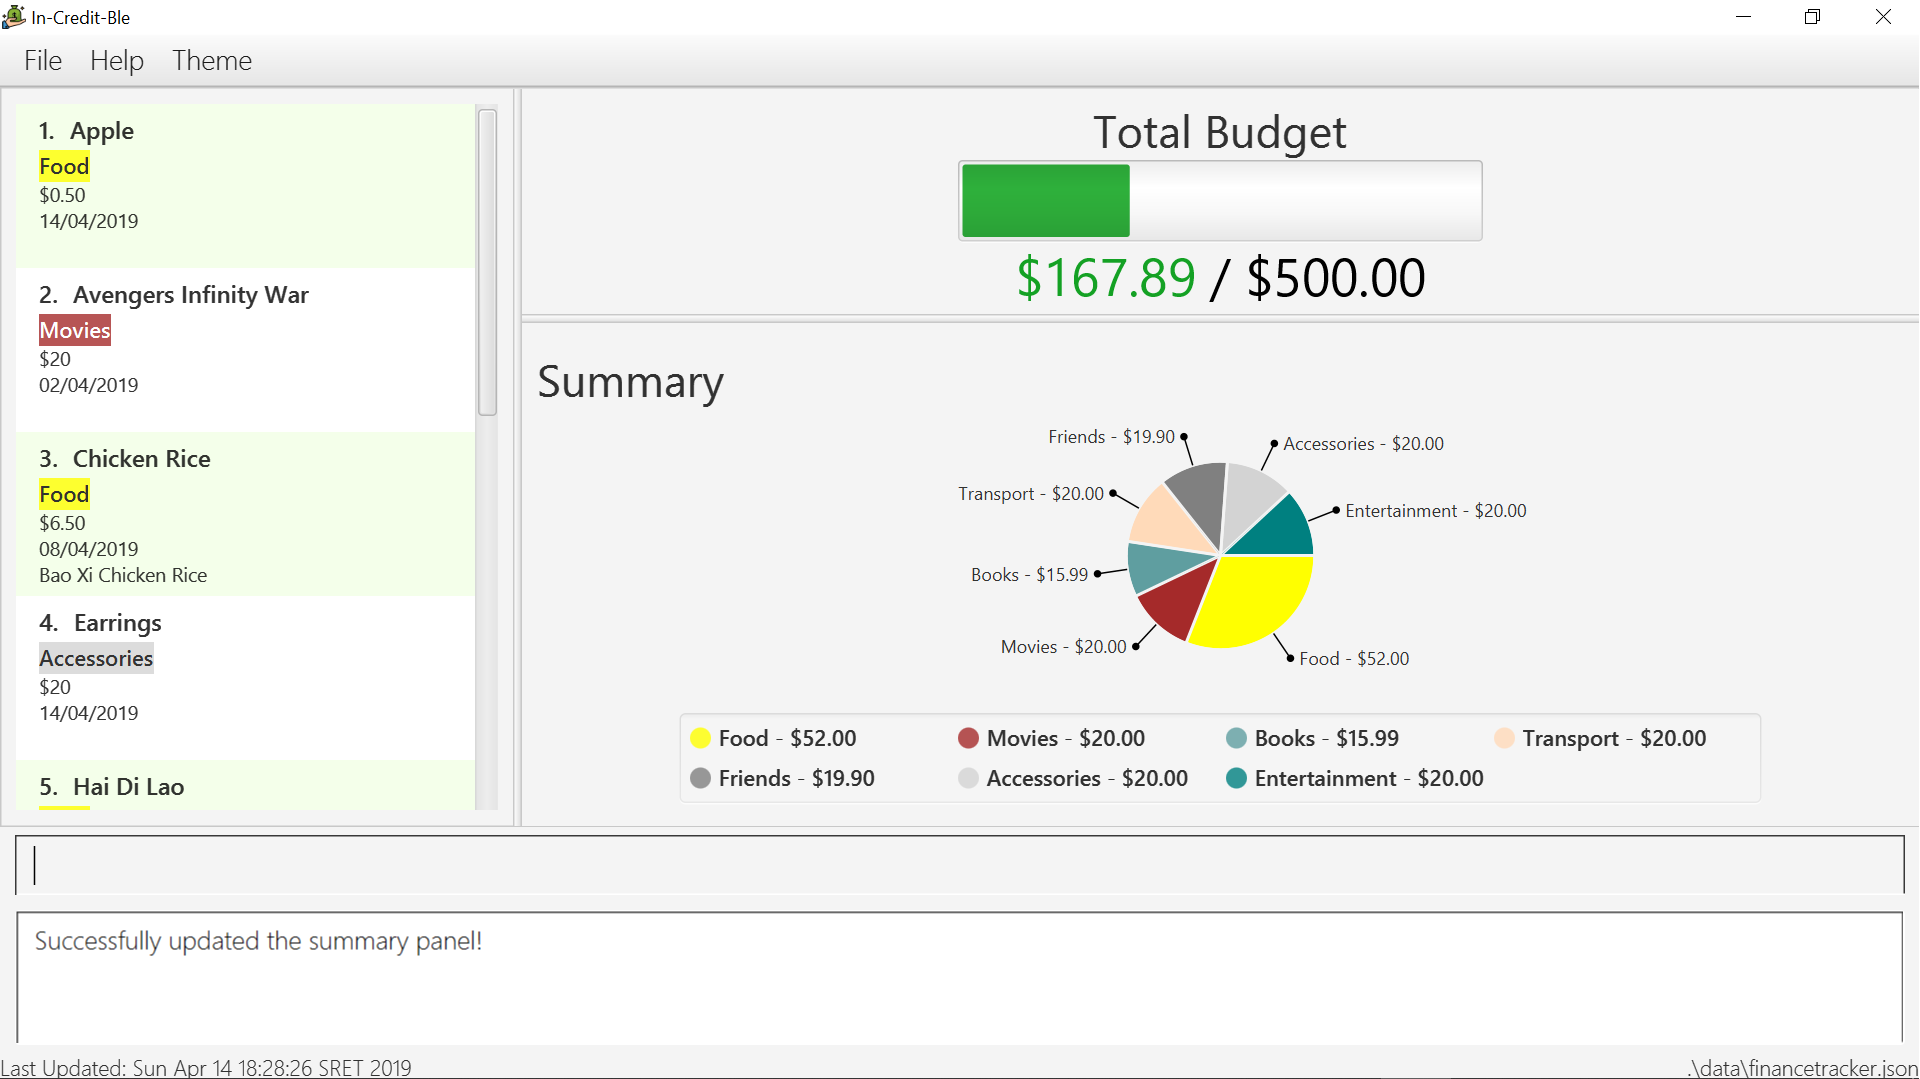 In-Credit-Ble
File Help Theme
1. Apple
Food
$0.50
14/04/2019
2. Avengers Infinity War
Movies
$20
02/04/2019
3. Chicken Rice
Food
$6.50
08/04/2019
Bao Xi Chicken Rice
4. Earrings
Accessories
$20
14/04/2019
5. Hai Di Lao
Total Budget
$167.89 / $500.00
Summary
Friends - $19.90
Accessories - $20.00
Transport - $20.00
Entertainment - $20.00
Books - $15.99
Movies - $20.00
Food - $52.00
Food - $52.00 Movies - $20.00 Books - $15.99 Transport - $20.00
Friends - $19.90 Accessories - $20.00 Entertainment - $20.00
Successfully updated the summary panel!
Last Updated: Sun Apr 14 18:28:26 SRET 2019
.\data\financetracker.json